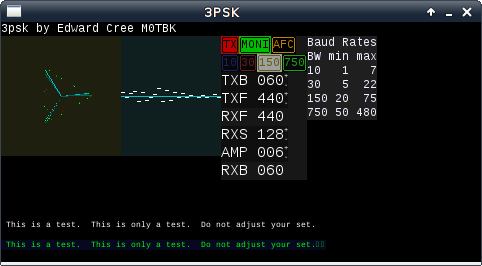 3PSK
3psk by Edward Cree M0TBK
TX MONI AFC
10 30 150 750
TXB 060
TXF 440
RXF 440
RXS 128
AMP 006
RXB 060
Baud Rates
BW min max
10 1 7
30 5 22
150 20 75
750 50 480
This is a test. This is only a test. Do not adjust your set.
This is a test. This is only a test. Do not adjust your set.